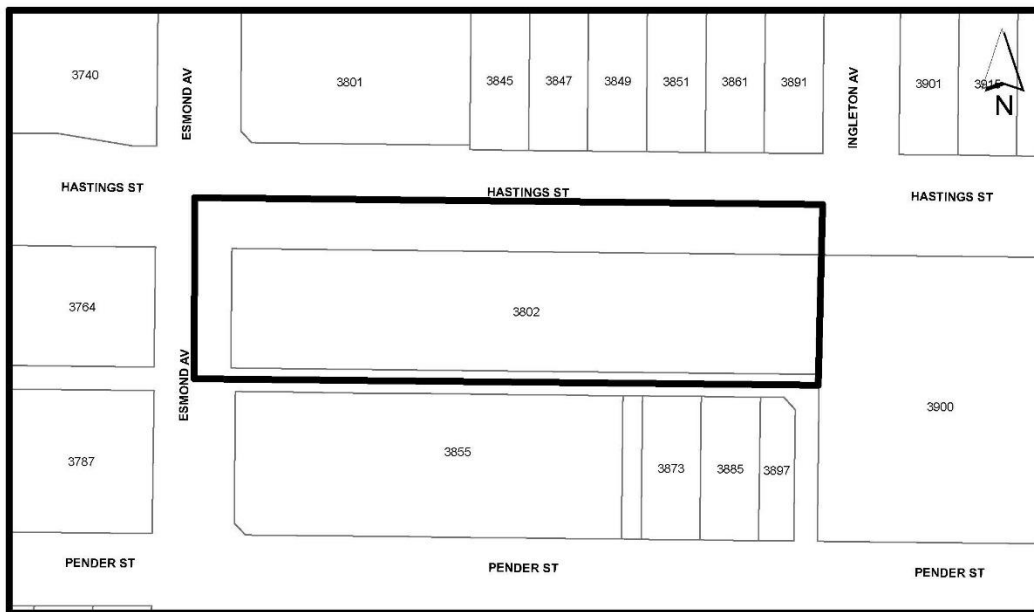 3740
ESMOND AV
3801
3845
3847
3849
3851
3861
3891
INGLETON AV
3901
3915
N
HASTINGS ST
HASTINGS ST
HASTINGS ST
3764
3802
ESMOND AV
3900
3787
3855
3873
3885
3897
PENDER ST
PENDER ST
PENDER ST